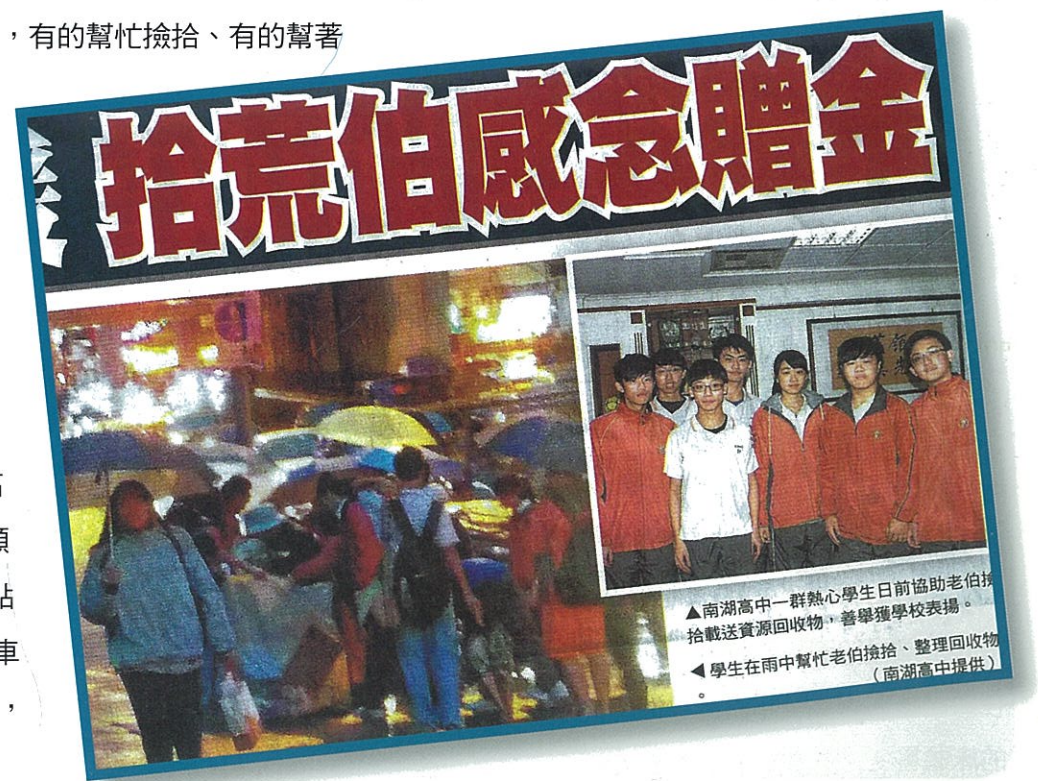 ，有的幫忙撿拾、有的幫著
拾荒伯感念贈金
▲南湖高中一群熱心學生日前協助老伯撿
拾載送資源回收物，善舉獲學校表揚。
◀學生在雨中幫忙老伯撿拾、整理回收物
。
（南湖高中提供）
點
車
，